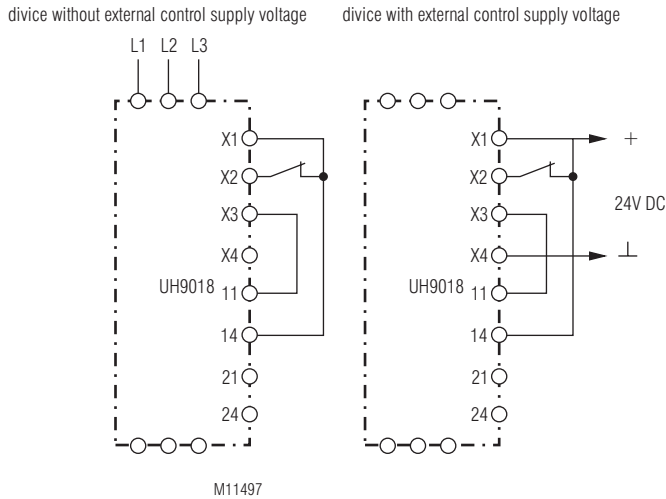 divice without external control supply voltage
divice with external control supply voltage
L1 L2 L3
X1
X2
X3
X4
UH9018 11
14
21
24
X1
+
X2
24V DC
X3
X4
UH9018 11
14
21
24
M11497